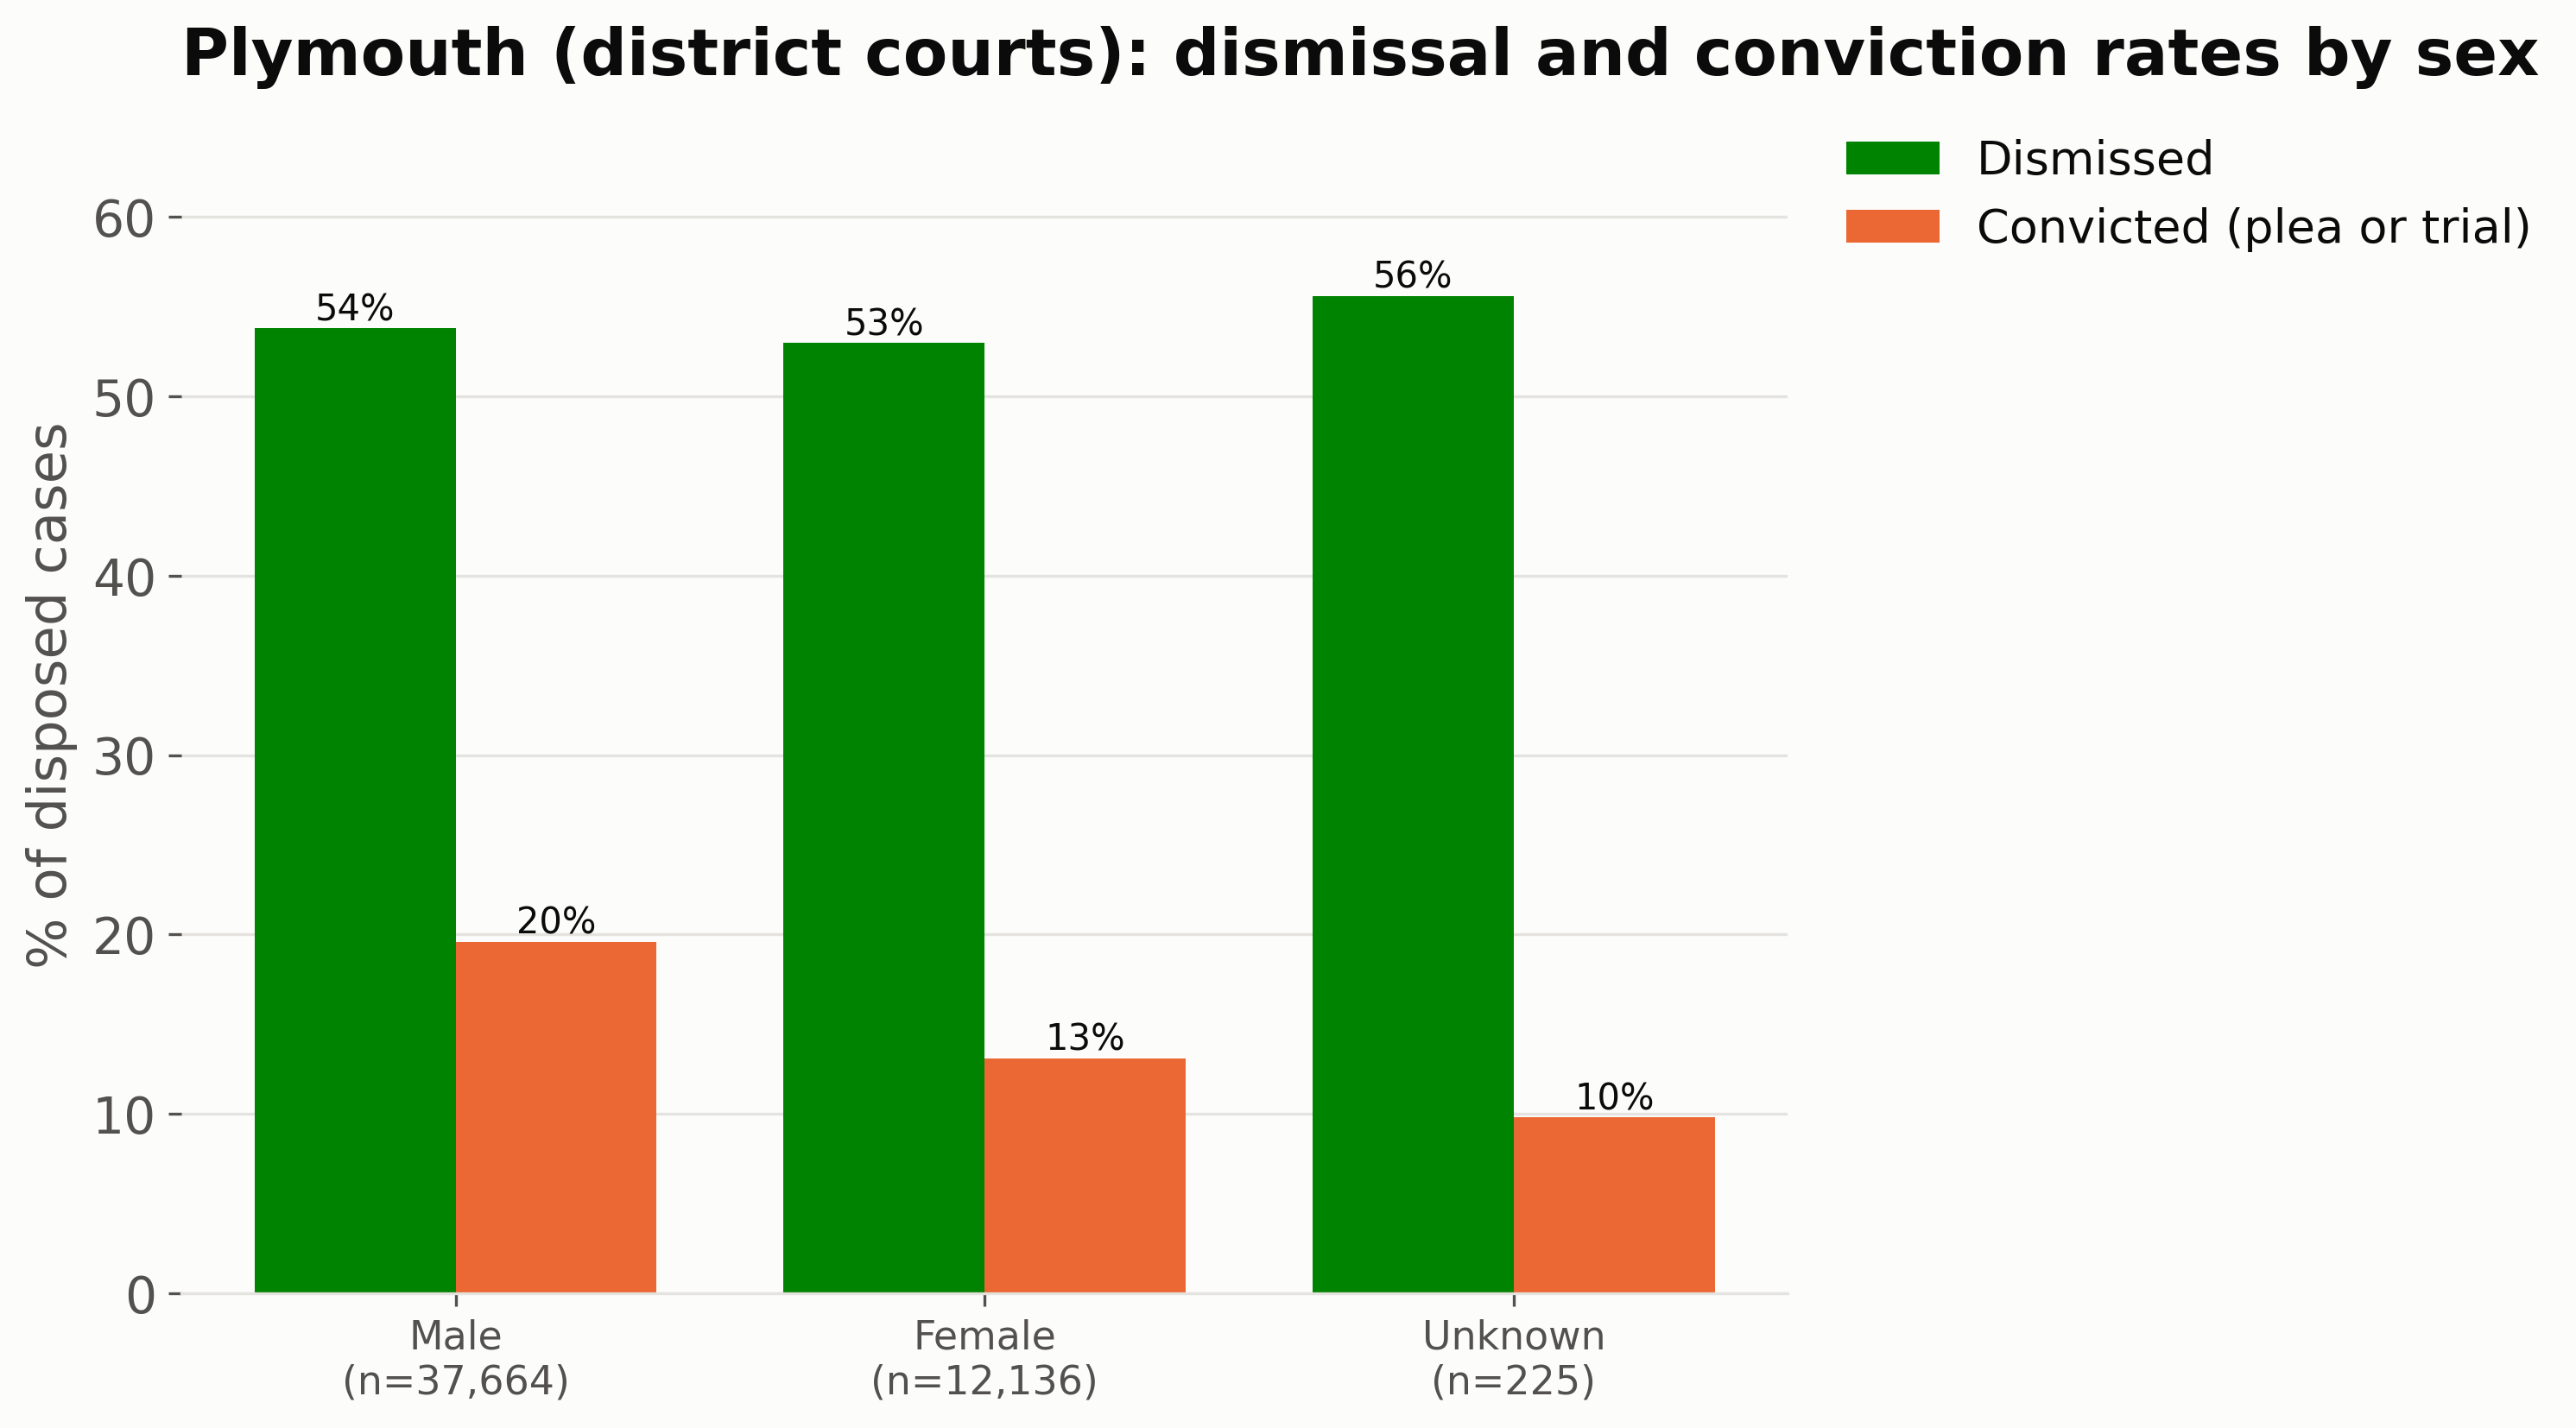 Plymouth (district courts): dismissal and conviction rates by sex
Dismissed
Convicted (plea or trial)
% of disposed cases
60
50
40
30
20
10
0
54%
20%
53%
13%
56%
10%
Male
(n=37,664)
Female
(n=12,136)
Unknown
(n=225)